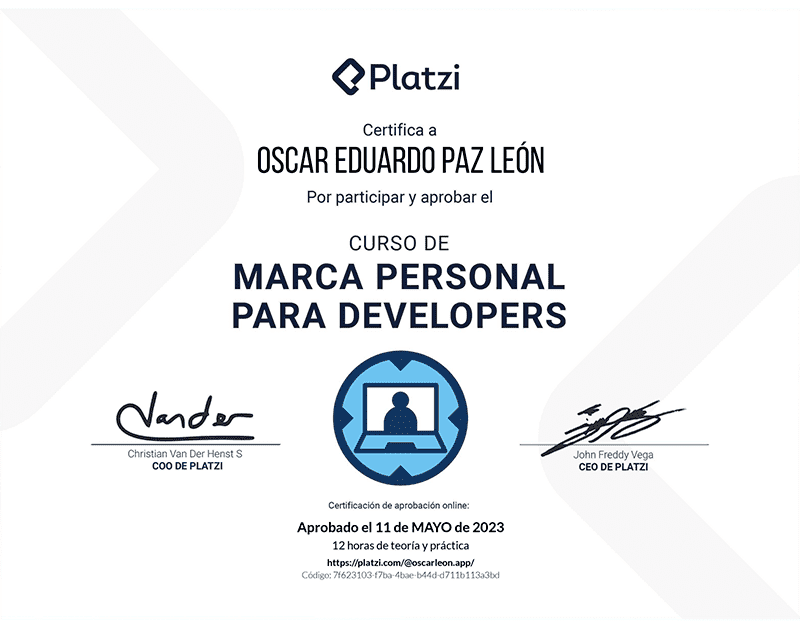 Platzi
Certifica a
OSCAR EDUARDO PAZ LEÓN
Por participar y aprobar el
CURSO DE
MARCA PERSONAL
PARA DEVELOPERS
Vander
Christian Van Der Henst S
COO DE PLATZI
John Freddy Vega
CEO DE PLATZI
Certificación de aprobación online:
Aprobado el 11 de MAYO de 2023
12 horas de teoría y práctica
https://platzi.com/@oscarleon.app/
Código: 7f623103-f7ba-4bae-b44d-d711b113a3bd